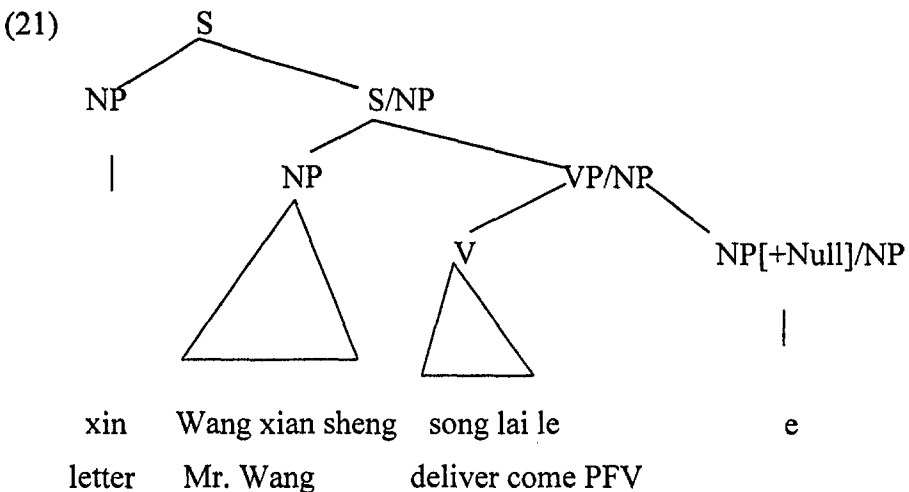 (21) S
NP S/NP
NP VP/NP
V NP[+Null]/NP
xin Wang xian sheng song lai le e
letter Mr. Wang deliver come PFV